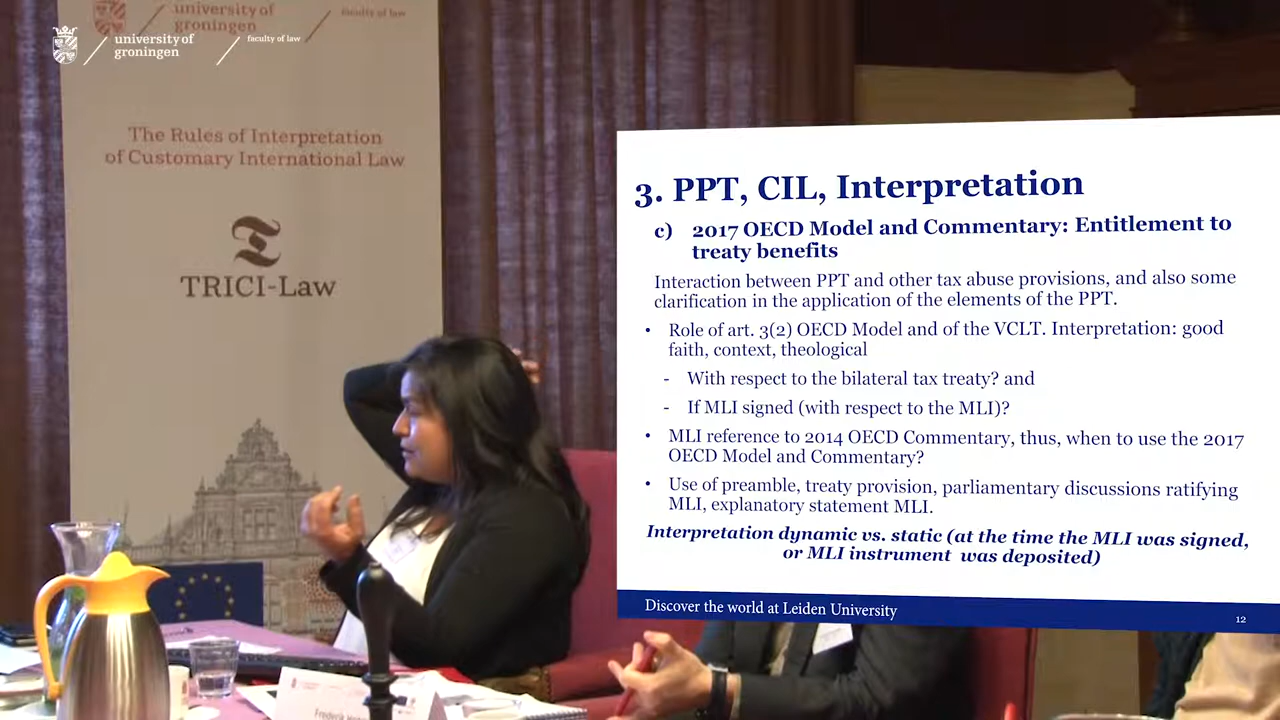 university of
groningen
faculty of law
university of
groningen
faculty of law
The Rules of Interpretation
of Customary International Law
TRICI-Law
3. PPT, CIL, Interpretation
c) 2017 OECD Model and Commentary: Entitlement to
treaty benefits
Interaction between PPT and other tax abuse provisions, and also some
clarification in the application of the elements of the PPT.
• Role of art. 3(2) OECD Model and of the VCLT. Interpretation: good
faith, context, theological
- With respect to the bilateral tax treaty? and
- If MLI signed (with respect to the MLI)?
• MLI reference to 2014 OECD Commentary, thus, when to use the 2017
OECD Model and Commentary?
• Use of preamble, treaty provision, parliamentary discussions ratifying
MLI, explanatory statement MLI.
Interpretation dynamic vs. static (at the time the MLI was signed,
or MLI instrument was deposited)
Discover the world at Leiden University
12
Frederik